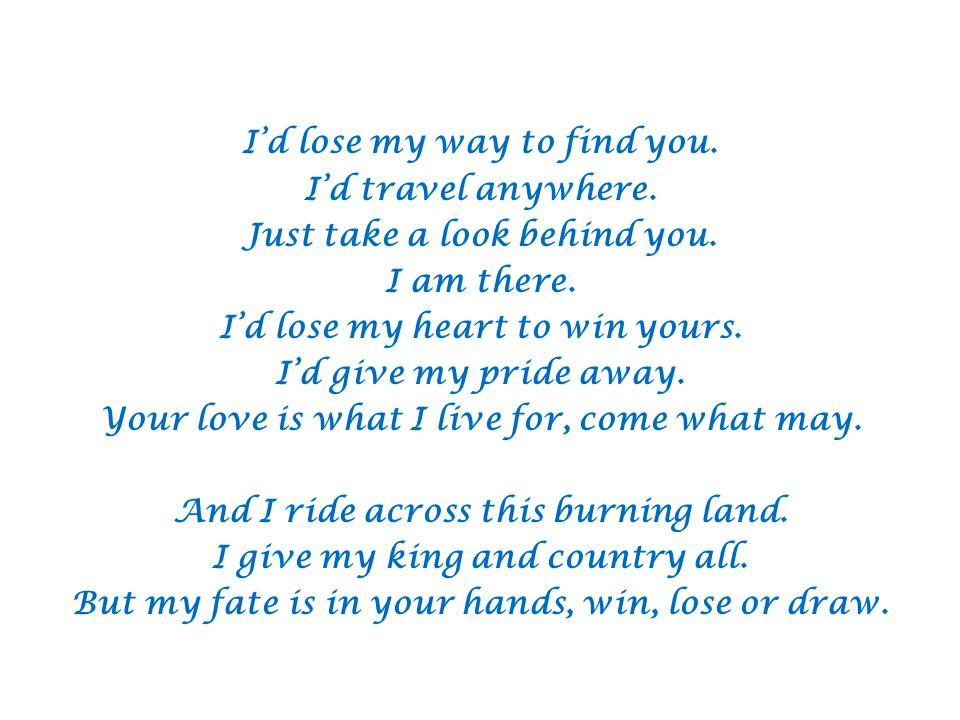 I’d lose my way to find you.
I’d travel anywhere.
Just take a look behind you.
I am there.
I’d lose my heart to win yours.
I’d give my pride away.
Your love is what I live for, come what may.
And I ride across this burning land.
I give my king and country all.
But my fate is in your hands, win, lose or draw.